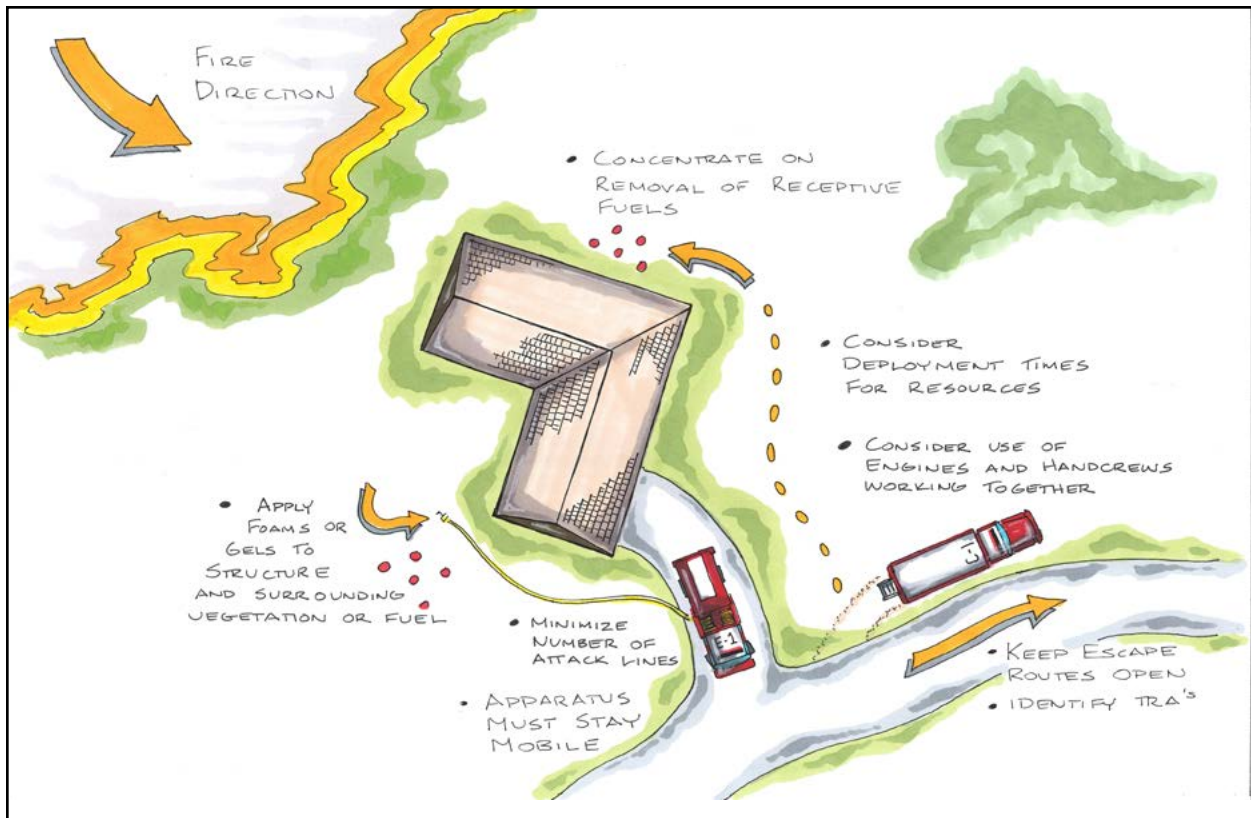 FIRE
DIRECTION
• CONCENTRATE ON
REMOVAL OF RECEPTIVE
FUELS
• CONSIDER
DEPLOYMENT TIMES
FOR RESOURCES
• CONSIDER USE OF
ENGINES AND HANDCREWS
WORKING TOGETHER
• APPLY
FOAMS OR
GELS TO
STRUCTURE
AND SURROUNDING
VEGETATION OR FUEL
C-1
E-1
• MINIMIZE
NUMBER OF
ATTACK LINES
• APPARATUS
MUST STAY
MOBILE
• KEEP ESCAPE
ROUTES OPEN
• IDENTIFY TRA'S